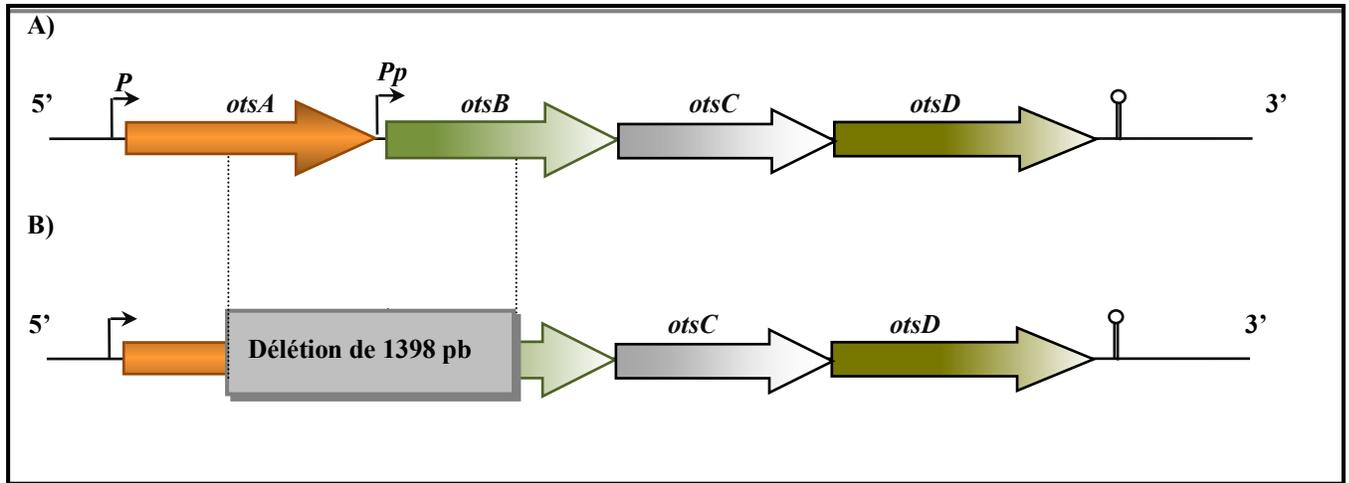 A)
P Pp
5’ otsA otsB otsC otsD 3’
B)
5’ otsC otsD 3’
Délétion de 1398 pb